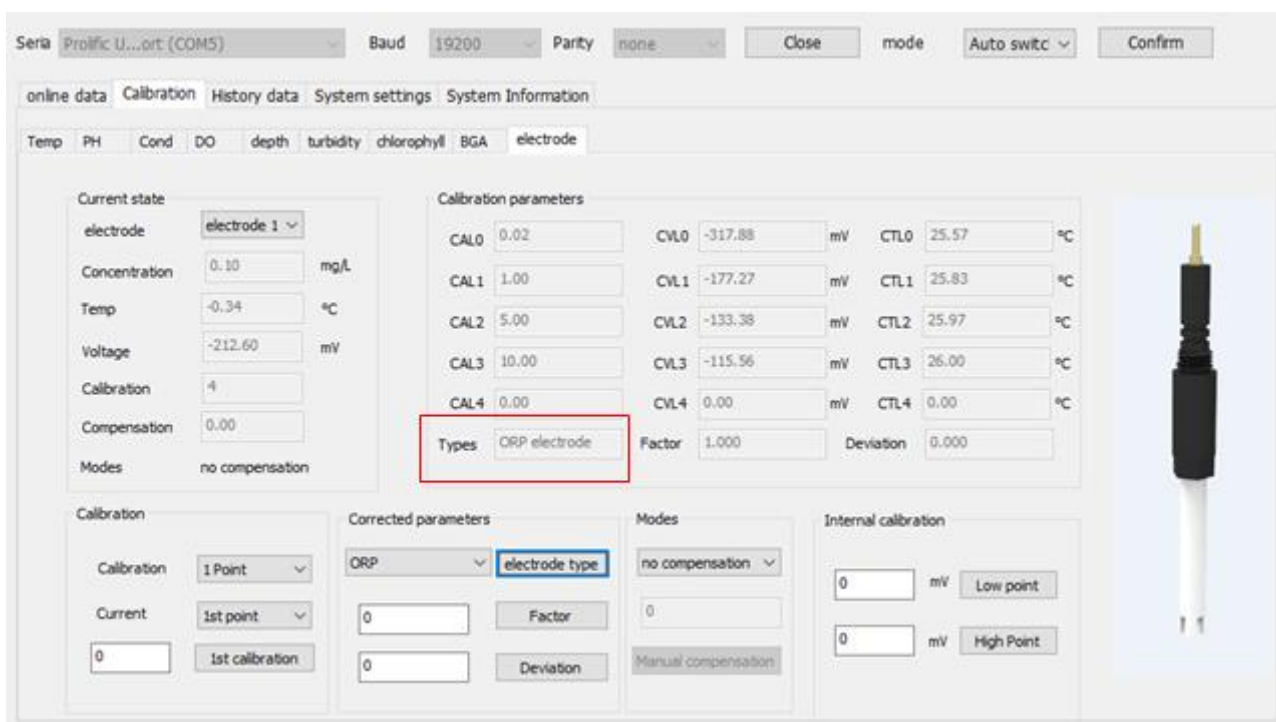 Seria Prolific U...ort (COM5) Baud 19200 Parity none Close mode Auto switc Confirm
online data Calibration History data System settings System Information
Temp PH Cond DO depth turbidity chlorophyll BGA electrode
Current state Calibration parameters
electrode electrode 1 CAL0 0.02 CVL0 -317.88 mV CTL0 25.57 ºC
Concentration 0.10 mg/L CAL1 1.00 CVL1 -177.27 mV CTL1 25.83 ºC
Temp -0.34 ºC CAL2 5.00 CVL2 -133.38 mV CTL2 25.97 ºC
Voltage -212.60 mV CAL3 10.00 CVL3 -115.56 mV CTL3 26.00 ºC
Calibration 4 CAL4 0.00 CVL4 0.00 mV CTL4 0.00 ºC
Compensation 0.00 Types ORP electrode Factor 1.000 Deviation 0.000
Modes no compensation
Calibration Corrected parameters Modes Internal calibration
Calibration 1 Point ORP electrode type no compensation 0 mV Low point
Current 1st point 0 Factor 0
0 1st calibration 0 Deviation Manual compensation 0 mV High Point